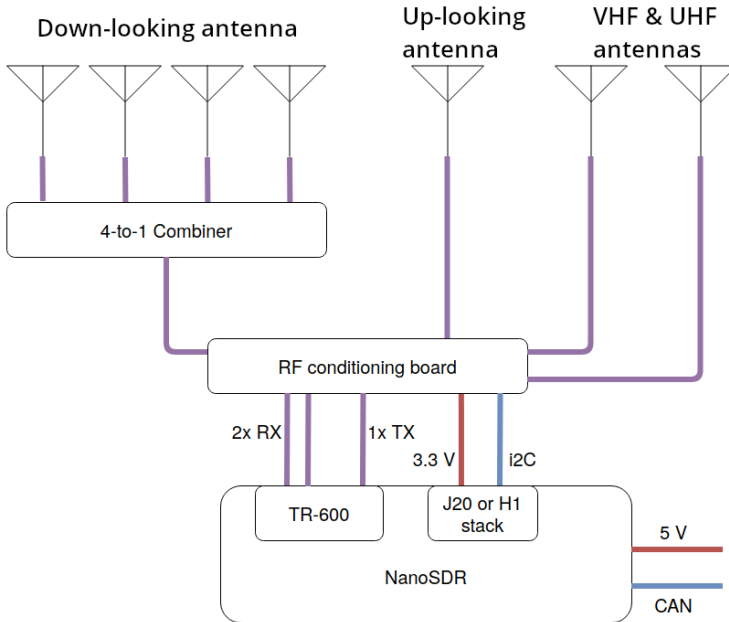 Down-looking antenna
Up-looking
antenna
VHF & UHF
antennas
4-to-1 Combiner
RF conditioning board
2x RX
1x TX
3.3 V
i2C
TR-600
J20 or H1
stack
NanoSDR
5 V
CAN